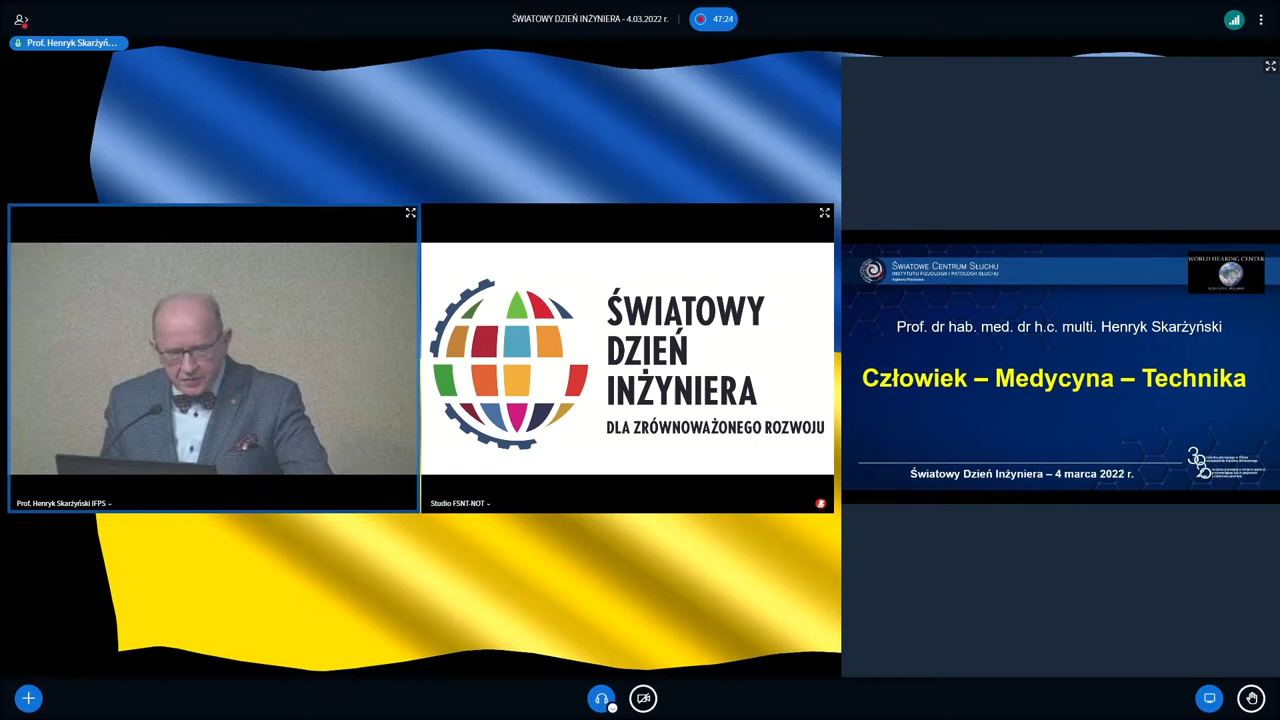 ŚWIATOWY DZIEŃ INŻYNIERA - 4.03.2022 r.
47:24
Prof. Henryk Skarżyń…
ŚWIATOWY
DZIEŃ
INŻYNIERA
DLA ZRÓWNOWAŻONEGO ROZWOJU
Prof. Henryk Skarżyński IFPS
Studio FSNT-NOT
ŚWIATOWE CENTRUM SŁUCHU
INSTYTUTU FIZJOLOGII I PATOLOGII SŁUCHU
WORLD HEARING CENTER
Prof. dr hab. med. dr h.c. multi. Henryk Skarżyński
Człowiek – Medycyna – Technika
Światowy Dzień Inżyniera – 4 marca 2022 r.